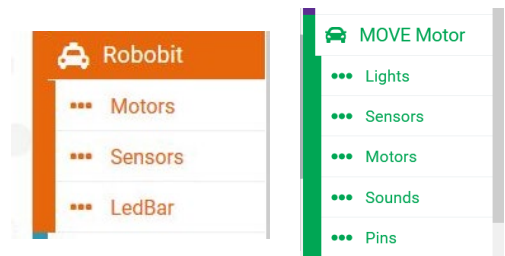 Robobit
Motors
Sensors
LedBar
MOVE Motor
Lights
Sensors
Motors
Sounds
Pins